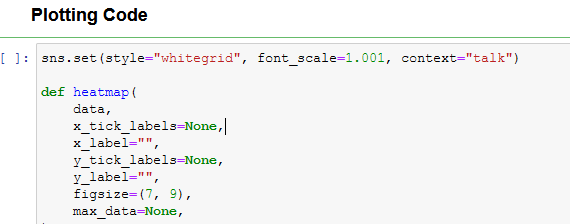 Plotting Code
[ ]: sns.set(style="whitegrid", font_scale=1.001, context="talk")
def heatmap(
data,
x_tick_labels=None,
x_label="",
y_tick_labels=None,
y_label="",
figsize=(7, 9),
max_data=None,